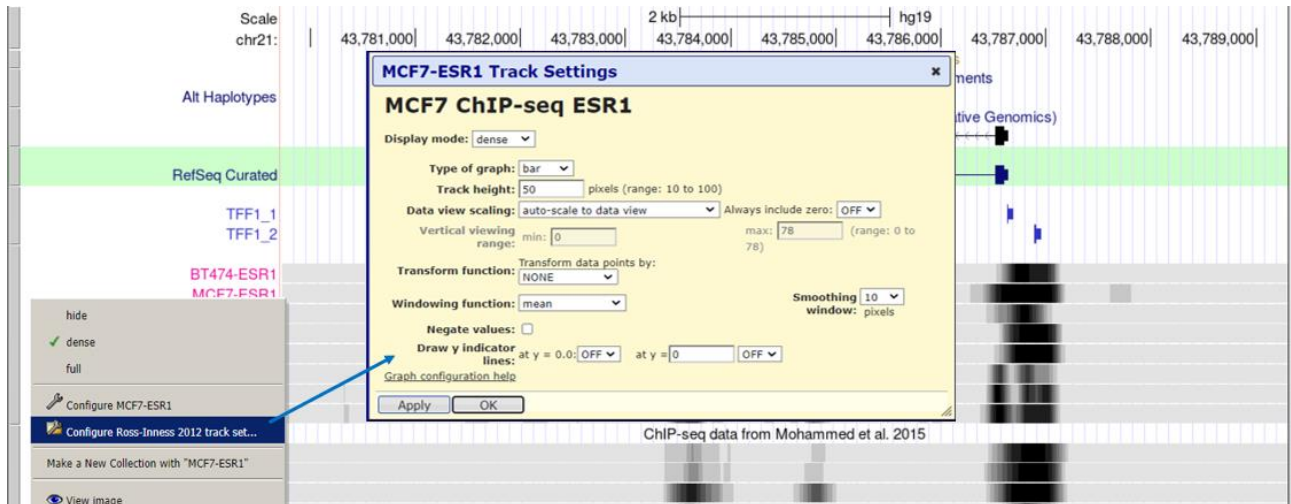 Scale 2 kb hg19
chr21: 43,781,000 43,782,000 43,783,000 43,784,000 43,785,000 43,786,000 43,787,000 43,788,000 43,789,000
MCF7-ESR1 Track Settings
MCF7 ChIP-seq ESR1
Alt Haplotypes
ative Genomics)
Display mode: dense
RefSeq Curated
Type of graph: bar
Track height: 50 pixels (range: 10 to 100)
Data view scaling: auto-scale to data view Always include zero: OFF
Vertical viewing range: min: 0 max: 78 (range: 0 to 78)
TFF1_1
TFF1_2
Transform function: Transform data points by:
NONE
BT474-ESR1
MCF7-ESR1
Windowing function: mean Smoothing window: 10 pixels
Negate values:
Draw y indicator lines: at y = 0.0: OFF at y = 0 OFF
Graph configuration help
Apply OK
hide
dense
full
Configure MCF7-ESR1
Configure Ross-Inness 2012 track set...
Make a New Collection with "MCF7-ESR1"
View image
ChIP-seq data from Mohammed et al. 2015